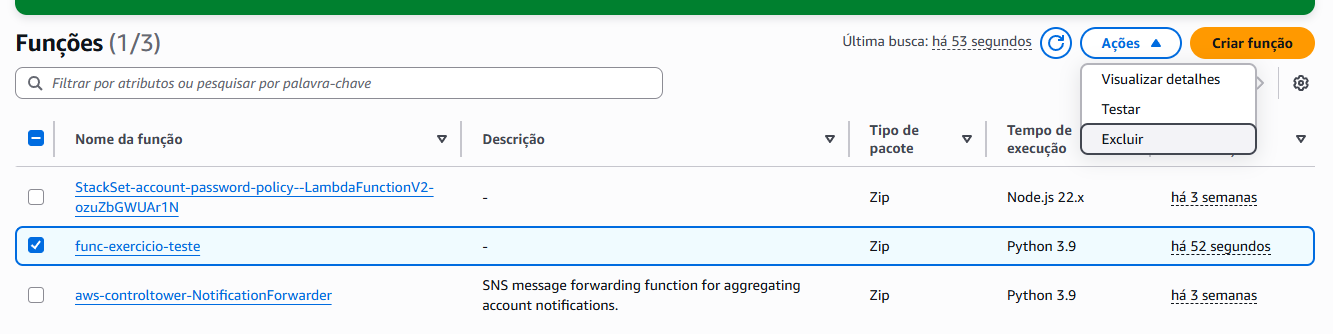 Funções (1/3)
Última busca: há 53 segundos
Ações
Criar função
Filtrar por atributos ou pesquisar por palavra-chave
Visualizar detalhes
Testar
Excluir
Nome da função
Descrição
Tipo de
pacote
Tempo de
execução
StackSet-account-password-policy--LambdaFunctionV2-
ozuZbGWUAr1N
-
Zip
Node.js 22.x
há 3 semanas
func-exercicio-teste
-
Zip
Python 3.9
há 52 segundos
aws-controltower-NotificationForwarder
SNS message forwarding function for aggregating
account notifications.
Zip
Python 3.9
há 3 semanas